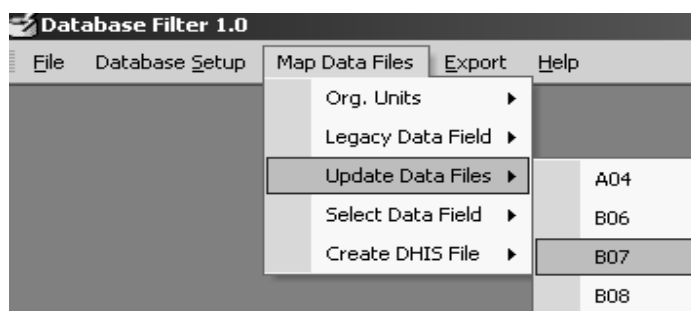 Database Filter 1.0
File Database Setup Map Data Files Export Help
Org. Units
Legacy Data Field
Update Data Files
Select Data Field
Create DHIS File
A04
B06
B07
B08